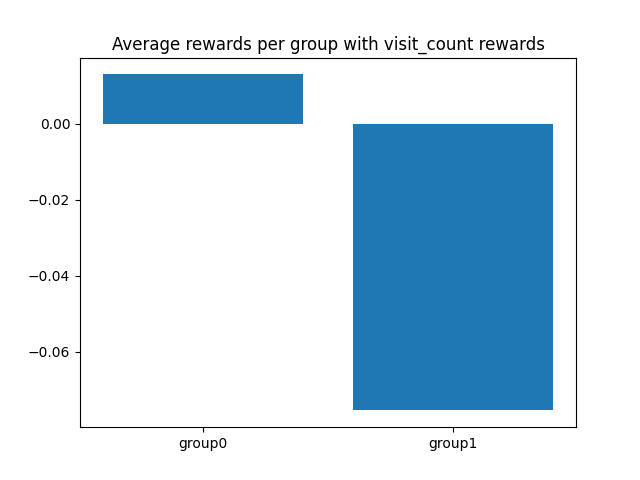 Average rewards per group with visit_count rewards
0.00
−0.02
−0.04
−0.06
group0
group1